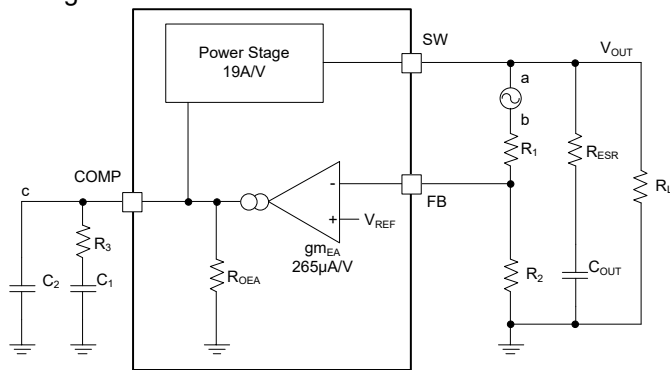 Power Stage
19A/V
SW
VOUT
a
b
R1
RESR
RL
COMP
c
FB
VREF
gmEA
265µA/V
R3
C2
C1
ROEA
R2
COUT